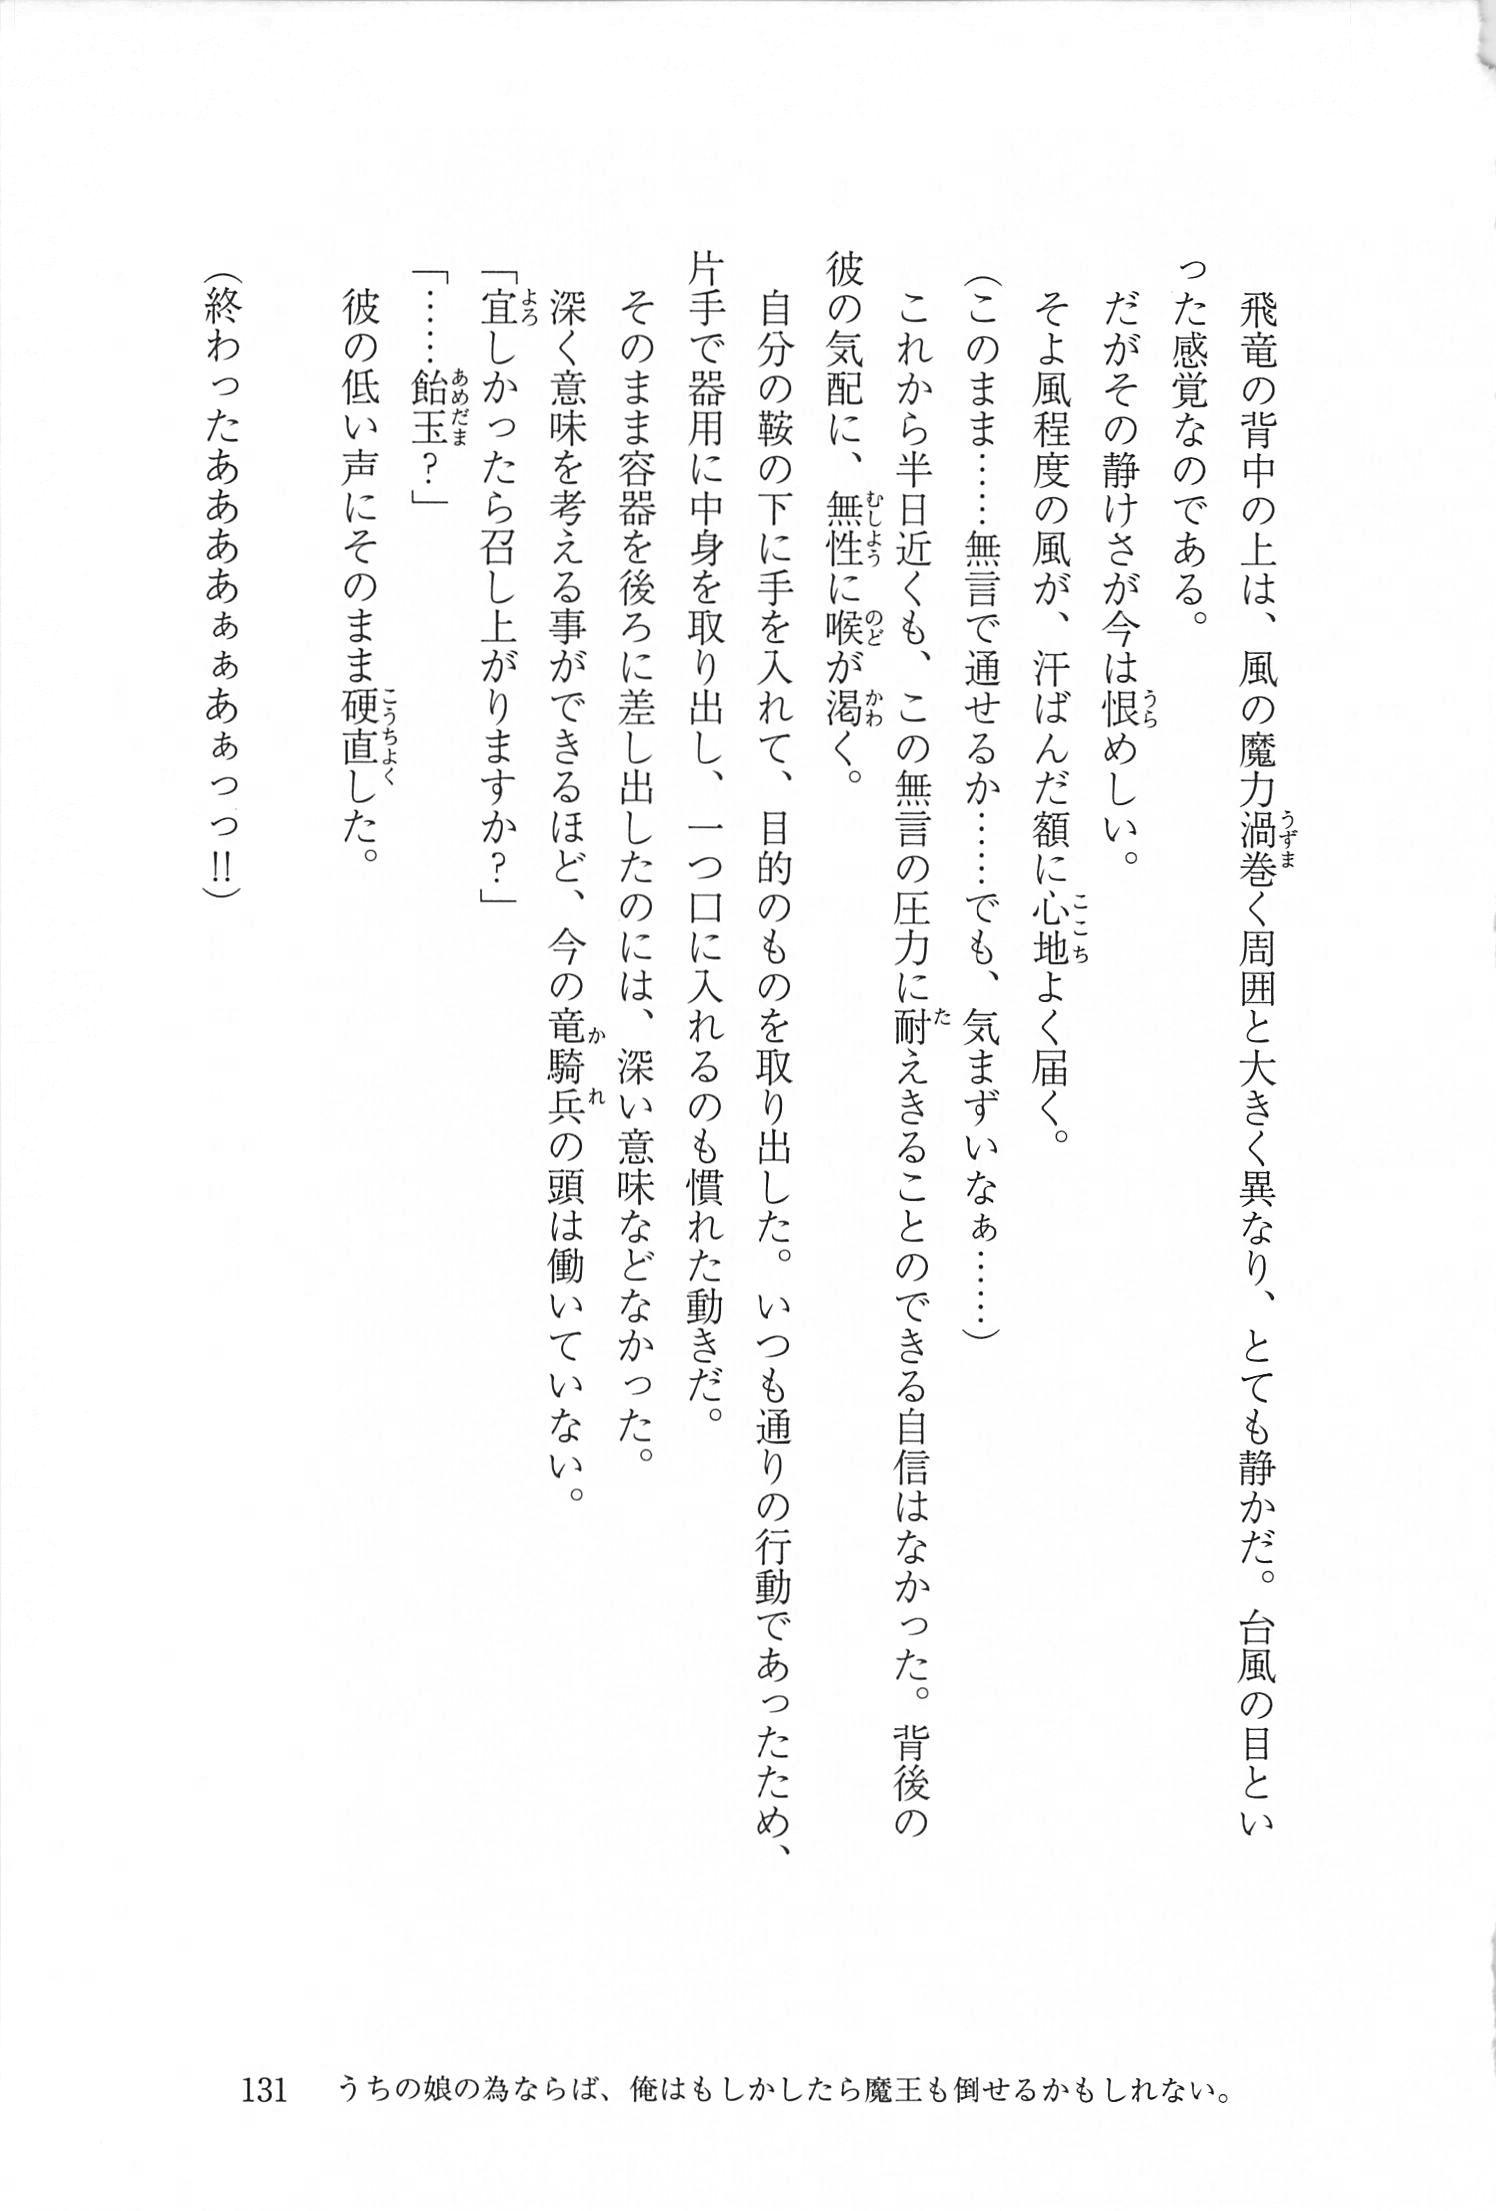 飛竜の背中の上は、風の魔力渦巻く周囲と大きく異なり、とても静かだ。台風の目とい
った感覚なのである。
だがその静けさが今は恨めしい。
そよ風程度の風が、汗ばんだ額に心地よく届く。
（このまま……無言で通せるか……でも、気まずいなぁ……）
これから半日近くも、この無言の圧力に耐えきることのできる自信はなかった。背後の
彼の気配に、無性に喉が渇く。
自分の鞍の下に手を入れて、目的のものを取り出した。いつも通りの行動であったため、
片手で器用に中身を取り出し、一つ口に入れるのも慣れた動きだ。
そのまま容器を後ろに差し出したのには、深い意味などなかった。
深く意味を考える事ができるほど、今の竜騎兵の頭は働いていない。
「宜しかったら召し上がりますか？」
「……飴玉？」
彼の低い声にそのまま硬直した。
（終わったああああぁぁあぁっっ!!）
131 うちの娘の為ならば、俺はもしかしたら魔王も倒せるかもしれない。